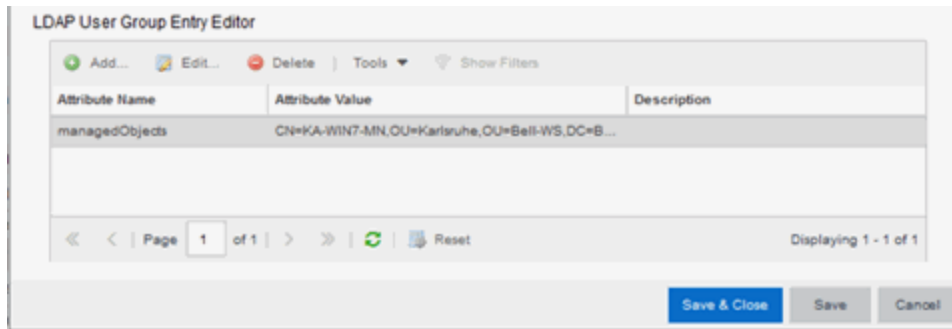 LDAP User Group Entry Editor
Add... Edit... Delete | Tools Show Filters
Attribute Name Attribute Value Description
managedObjects CN=KA-WIN7-MN,OU=Karlsruhe,OU=Bell-WS,DC=B...
Page 1 of 1 Reset Displaying 1 - 1 of 1
Save & Close Save Cancel